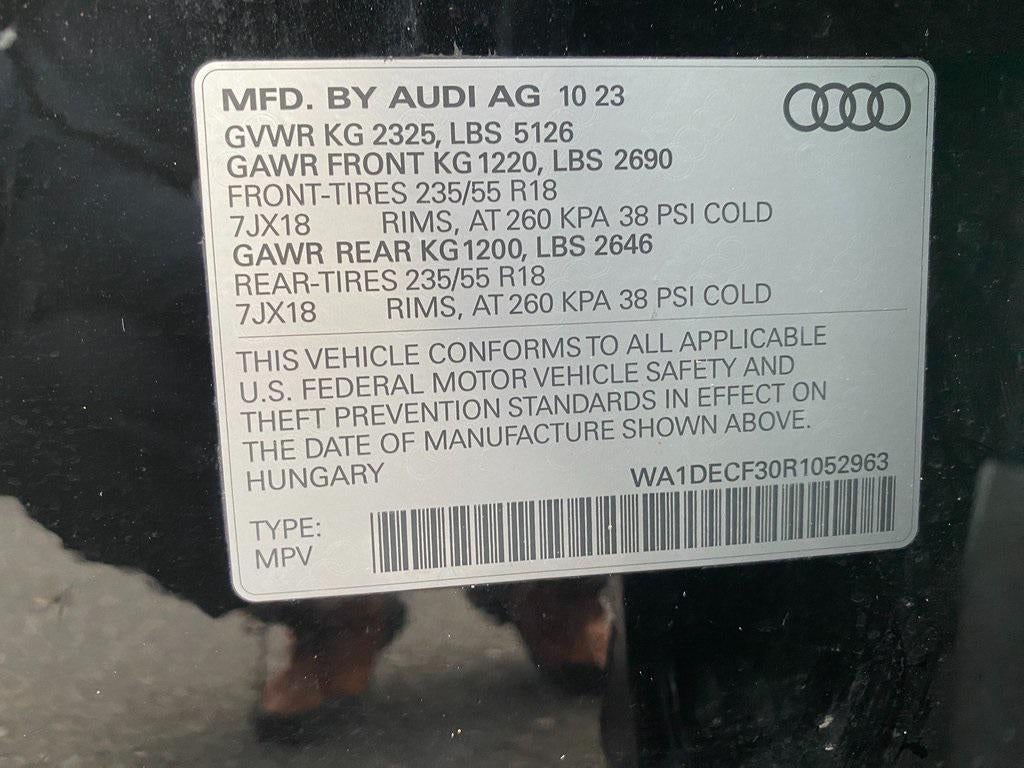 MFD. BY AUDI AG 10 23
GVWR KG 2325, LBS 5126
GAWR FRONT KG 1220, LBS 2690
FRONT-TIRES 235/55 R18
7JX18 RIMS, AT 260 KPA 38 PSI COLD
GAWR REAR KG 1200, LBS 2646
REAR-TIRES 235/55 R18
7JX18 RIMS, AT 260 KPA 38 PSI COLD
THIS VEHICLE CONFORMS TO ALL APPLICABLE
U.S. FEDERAL MOTOR VEHICLE SAFETY AND
THEFT PREVENTION STANDARDS IN EFFECT ON
THE DATE OF MANUFACTURE SHOWN ABOVE.
HUNGARY WA1DECF30R1052963
TYPE:
MPV